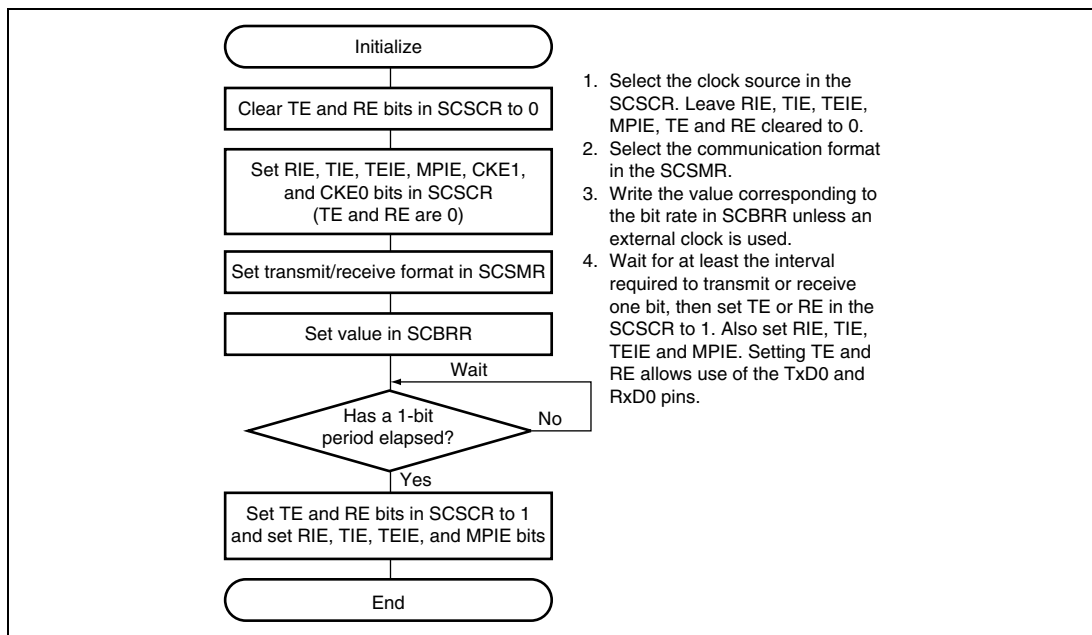 Initialize
Clear TE and RE bits in SCSCR to 0
Set RIE, TIE, TEIE, MPIE, CKE1,
and CKE0 bits in SCSCR
(TE and RE are 0)
Set transmit/receive format in SCSMR
Set value in SCBRR
Wait
Has a 1-bit
period elapsed?
No
Yes
Set TE and RE bits in SCSCR to 1
and set RIE, TIE, TEIE, and MPIE bits
End
1. Select the clock source in the
SCSCR. Leave RIE, TIE, TEIE,
MPIE, TE and RE cleared to 0.
2. Select the communication format
in the SCSMR.
3. Write the value corresponding to
the bit rate in SCBRR unless an
external clock is used.
4. Wait for at least the interval
required to transmit or receive
one bit, then set TE or RE in the
SCSCR to 1. Also set RIE, TIE,
TEIE and MPIE. Setting TE and
RE allows use of the TxD0 and
RxD0 pins.